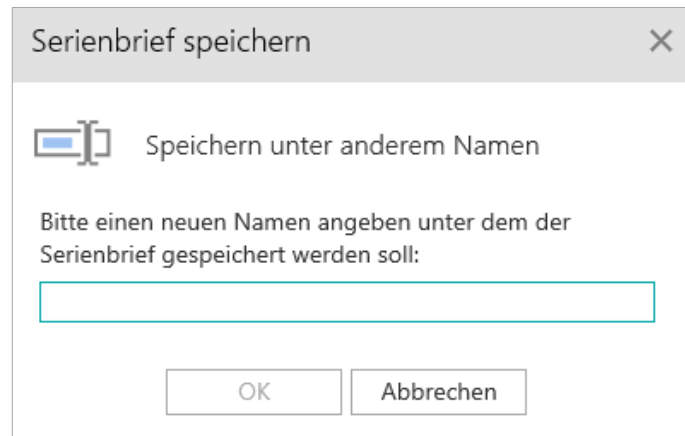 Serienbrief speichern
Speichern unter anderem Namen
Bitte einen neuen Namen angeben unter dem der
Serienbrief gespeichert werden soll:
OK
Abbrechen